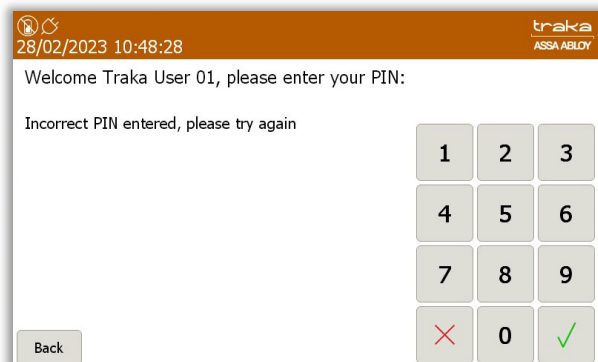 traka
28/02/2023 10:48:28
ASSA ABLOY
Welcome Traka User 01, please enter your PIN:
Incorrect PIN entered, please try again
1 2 3
4 5 6
7 8 9
0
Back